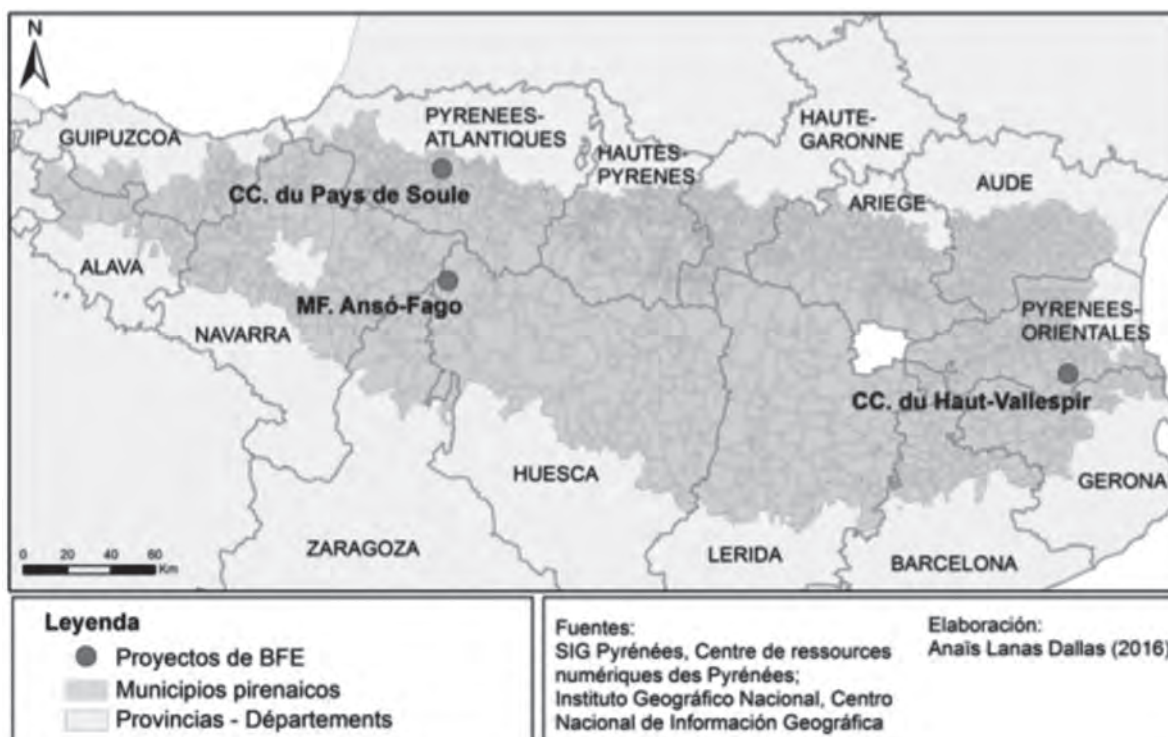 N
GUIPUZCOA
PYRENEES-
ATLANTIQUES
HAUTE-
GARONNE
HAUTES-
PYRENES
AUDE
CC. du Pays de Soule
ARIEGE
ALAVA
MF. Ansó-Fago
NAVARRA
PYRENEES-
ORIENTALES
CC. du Haut-Vallespir
HUESCA
GERONA
ZARAGOZA
LERIDA
BARCELONA
0 20 40 60
Km
Leyenda
Proyectos de BFE
Municipios pirenaicos
Provincias - Départements
Fuentes:
SIG Pyrénées, Centre de ressources
numériques des Pyrénées;
Instituto Geográfico Nacional, Centro
Nacional de Información Geográfica
Elaboración:
Anaïs Lanas Dallas (2016)